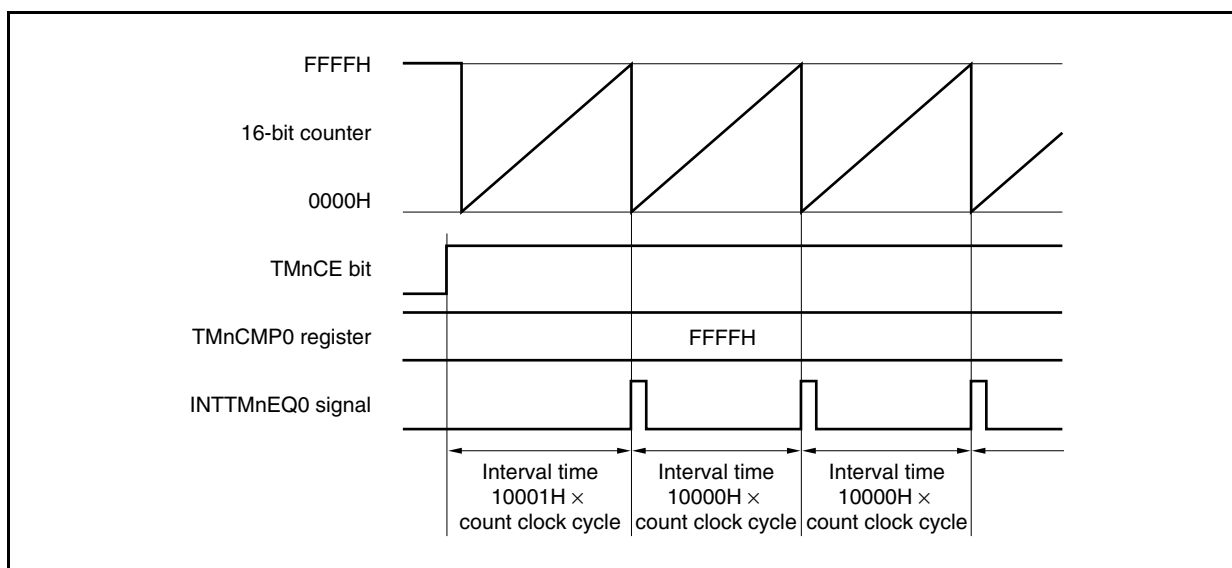 FFFFH
16-bit counter
0000H
TMnCE bit
TMnCMP0 register
FFFFH
INTTMnEQ0 signal
Interval time
10001H ×
count clock cycle
Interval time
10000H ×
count clock cycle
Interval time
10000H ×
count clock cycle